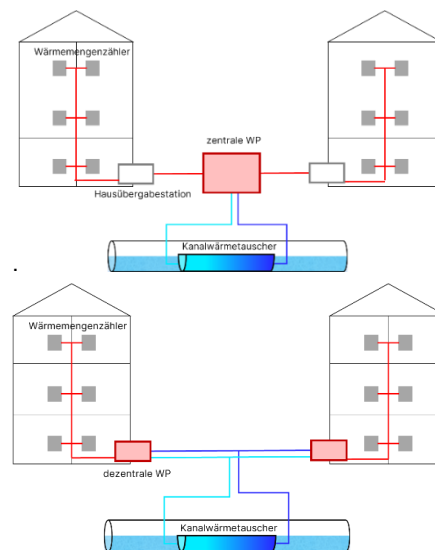 Wärmemengenzähler
zentrale WP
Hausübergabestation
Kanalwärmetauscher
.
Wärmemengenzähler
dezentrale WP
Kanalwärmetauscher